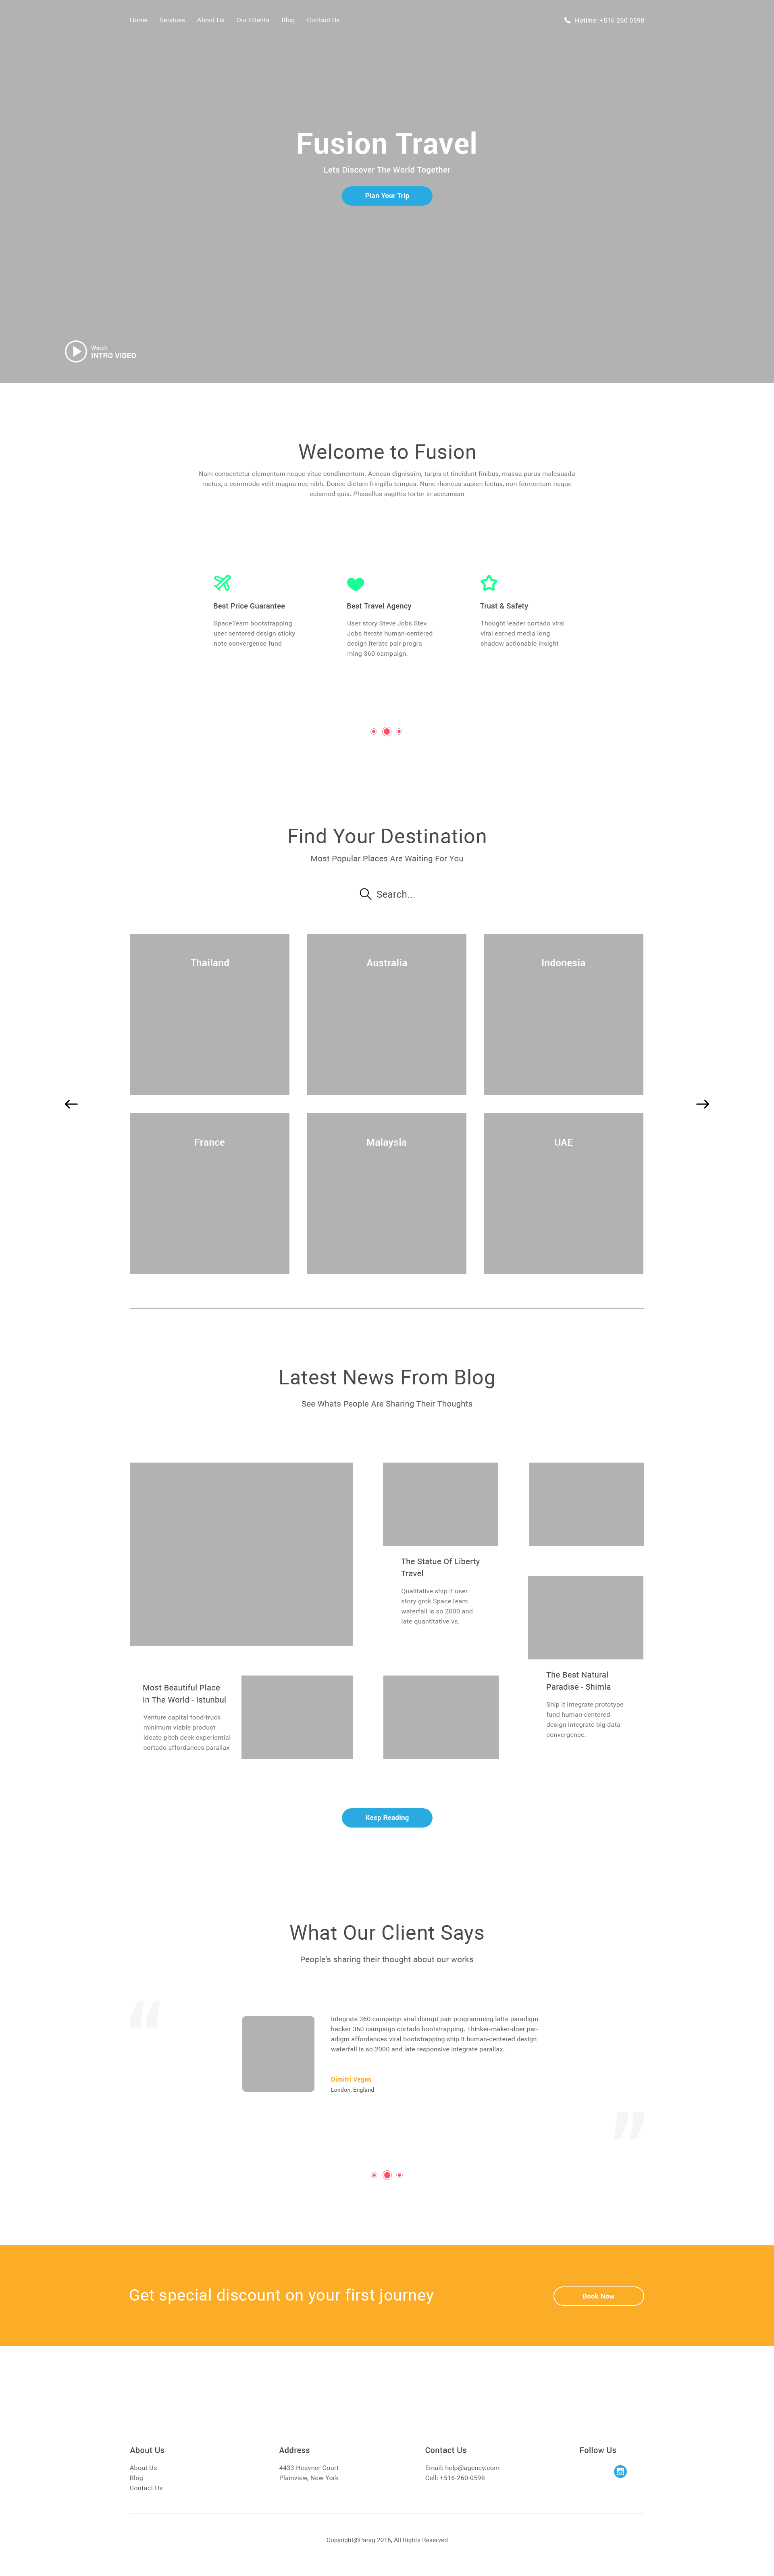 Home Services About Us Our Clients Blog Contact Us Hotline: +516 260 0598
Fusion Travel
Lets Discover The World Together
Plan Your Trip
Watch
INTRO VIDEO
Welcome to Fusion
Nam consectetur elementum neque vitae condimentum. Aenean dignissim, turpis et tincidunt finibus, massa purus malesuada
metus, a commodo velit magna nec nibh. Donec dictum fringilla tempus. Nunc rhoncus sapien lectus, non fermentum neque
euismod quis. Phasellus sagittis tortor in accumsan
Best Price Guarantee
SpaceTeam bootstrapping
user centered design sticky
note convergence fund
Best Travel Agency
User story Steve Jobs Stev
Jobs iterate human-centered
design iterate pair progra
ming 360 campaign.
Trust & Safety
Thought leader cortado viral
viral earned media long
shadow actionable insight
Find Your Destination
Most Popular Places Are Waiting For You
Search...
Thailand
Australia
Indonesia
France
Malaysia
UAE
Latest News From Blog
See Whats People Are Sharing Their Thoughts
The Statue Of Liberty
Travel
Qualitative ship it user
story grok SpaceTeam
waterfall is so 2000 and
late quantitative vs.
The Best Natural
Paradise - Shimla
Ship it integrate prototype
fund human-centered
design integrate big data
convergence.
Most Beautiful Place
In The World - Istunbul
Venture capital food-truck
minimum viable product
ideate pitch deck experiential
cortado affordances parallax
Keep Reading
What Our Client Says
People's sharing their thought about our works
“
Integrate 360 campaign viral disrupt pair programming latte paradigm
hacker 360 campaign cortado bootstrapping. Thinker-maker-doer par-
adigm affordances viral bootstrapping ship it human-centered design
waterfall is so 2000 and late responsive integrate parallax.
Dimitri Vegas
London, England
”
Get special discount on your first journey
Book Now
About Us
About Us
Blog
Contact Us
Address
4433 Heavner Court
Plainview, New York
Contact Us
Email: help@agency.com
Cell: +516-260-0598
Follow Us
Copyright@Parag 2016, All Rights Reserved